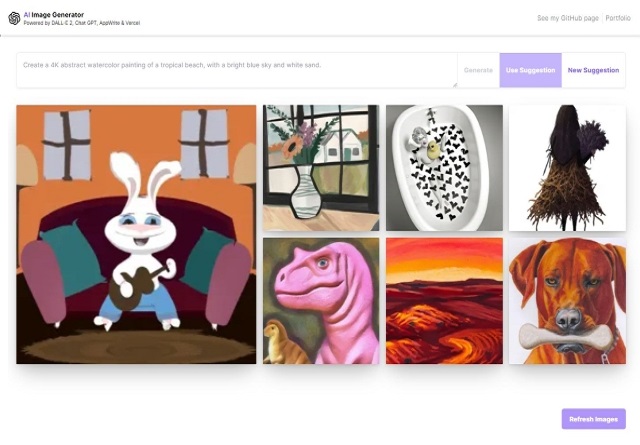 AI Image Generator
Powered by DALL-E 2, Chat GPT, AppWrite & Vercel
See my GitHub page
Portfolio
Create a 4K abstract watercolor painting of a tropical beach, with a bright blue sky and white sand.
Generate
Use Suggestion
New Suggestion
Refresh Images